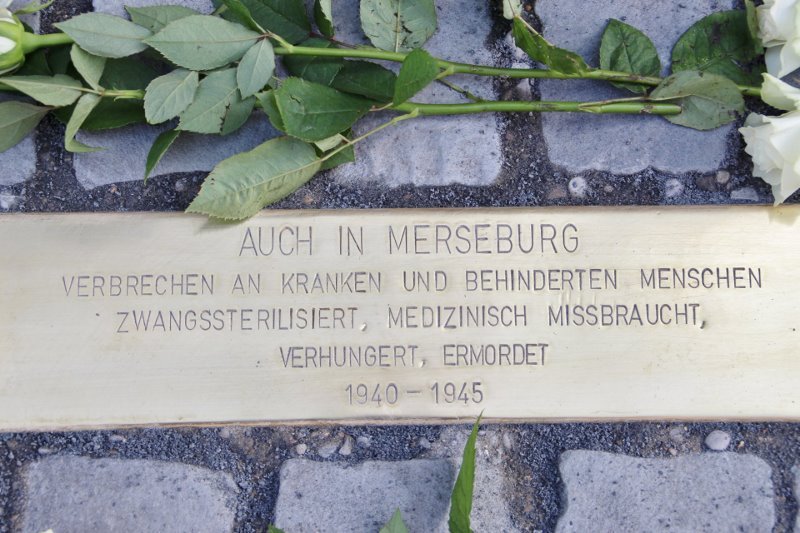 AUCH IN MERSEBURG
VERBRECHEN AN KRANKEN UND BEHINDERTEN MENSCHEN
ZWANGSSTERILISIERT, MEDIZINISCH MISSBRAUCHT,
VERHUNGERT, ERMORDET
1940 – 1945